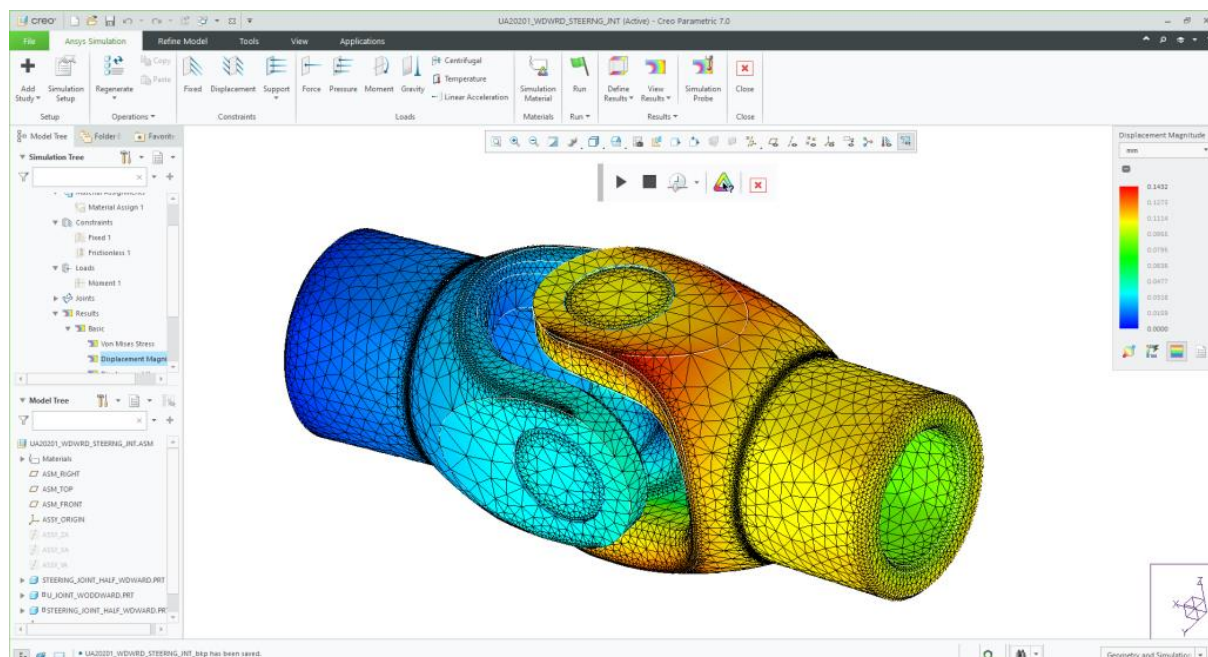 creo
UA20201_WDWRD_STEERNG_JNT (Active) - Creo Parametric 7.0
File Ansys Simulation Refine Model Tools View Applications
Add Study
Simulation Setup
Regenerate
Copy
Paste
Fixed
Displacement
Support
Force
Pressure
Moment
Gravity
Centrifugal
Temperature
Linear Acceleration
Simulation Material
Run
Define Results
View Results
Simulation Probe
Close
Setup Operations Constraints Loads Materials Run Results Close
Model Tree Folder Favorit
Simulation Tree
Material Assign 1
Constraints
Fixed 1
Frictionless 1
Loads
Moment 1
Joints
Results
Basic
Von Mises Stress
Displacement Magn
Model Tree
UA20201_WDWRD_STEERNG_JNT.ASM
Materials
ASM_RIGHT
ASM_TOP
ASM_FRONT
ASSY_ORIGIN
STEERING_JOINT_HALF_WDWARD.PRT
U_JOINT_WODDWARD.PRT
STEERING_JOINT_HALF_WDWARD.PR
Displacement Magnitude
mm
0.1432
0.1273
0.1114
0.0955
0.0795
0.0636
0.0477
0.0318
0.0159
0.0000
Z
X
Y
UA20201_WDWRD_STEERNG_JNT_bkp has been saved.
Geometry and Simulation